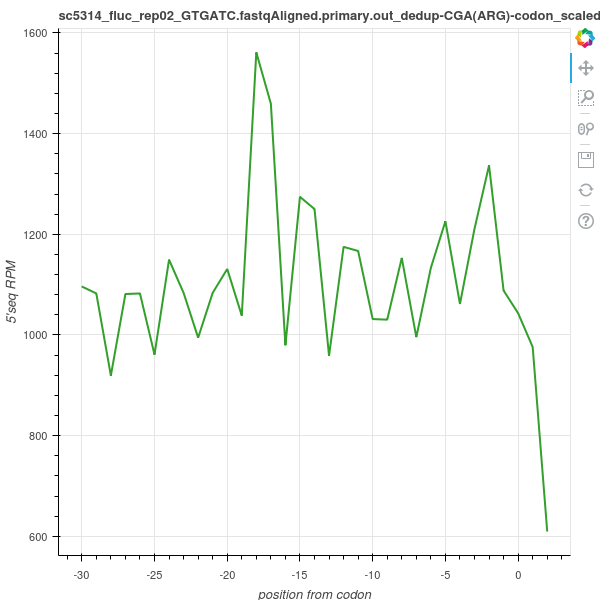 sc5314_fluc_rep02_GTGATC.fastqAligned.primary.out_dedup-CGA(ARG)-codon_scaled
1600
1400
1200
1000
800
600
5'seq RPM
-30 -25 -20 -15 -10 -5 0
position from codon